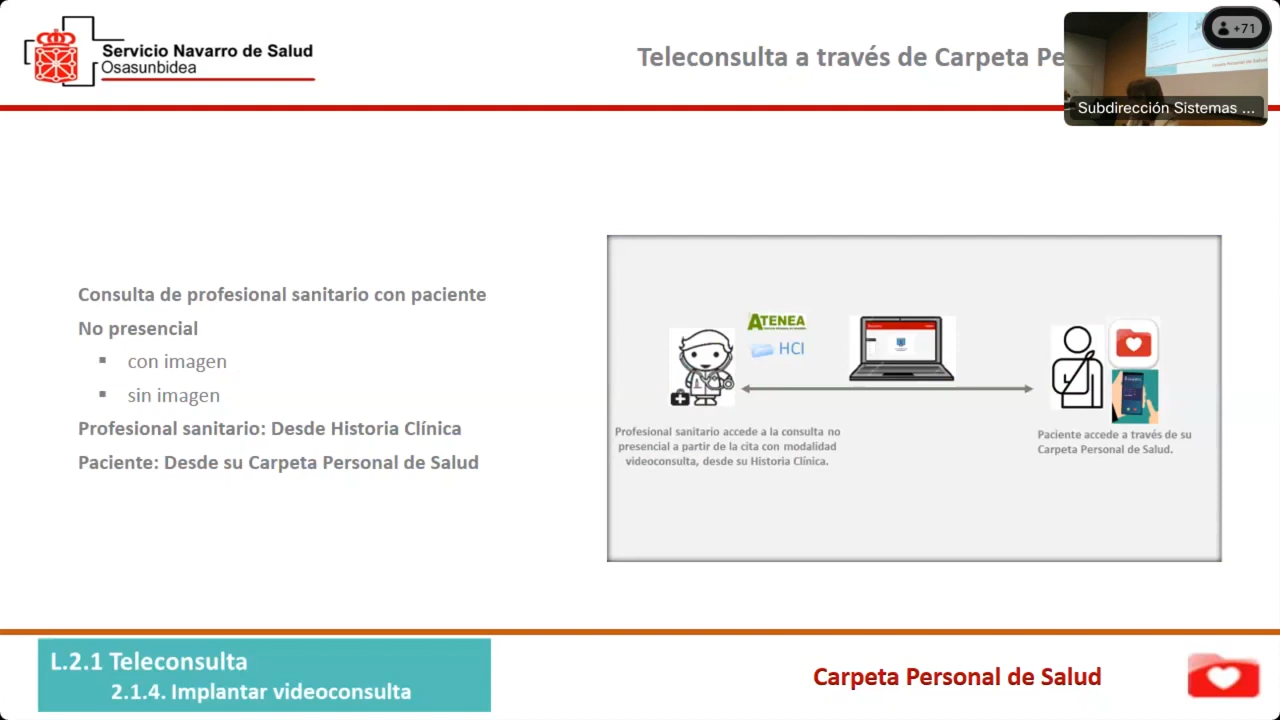 Servicio Navarro de Salud
Osasunbidea
Teleconsulta a través de Carpeta Pe
+71
Subdirección Sistemas ...
Consulta de profesional sanitario con paciente
No presencial
▪ con imagen
▪ sin imagen
Profesional sanitario: Desde Historia Clínica
Paciente: Desde su Carpeta Personal de Salud
ATENEA
HCI
Profesional sanitario accede a la consulta no
presencial a partir de la cita con modalidad
videoconsulta, desde su Historia Clínica.
Paciente accede a través de su
Carpeta Personal de Salud.
L.2.1 Teleconsulta
2.1.4. Implantar videoconsulta
Carpeta Personal de Salud